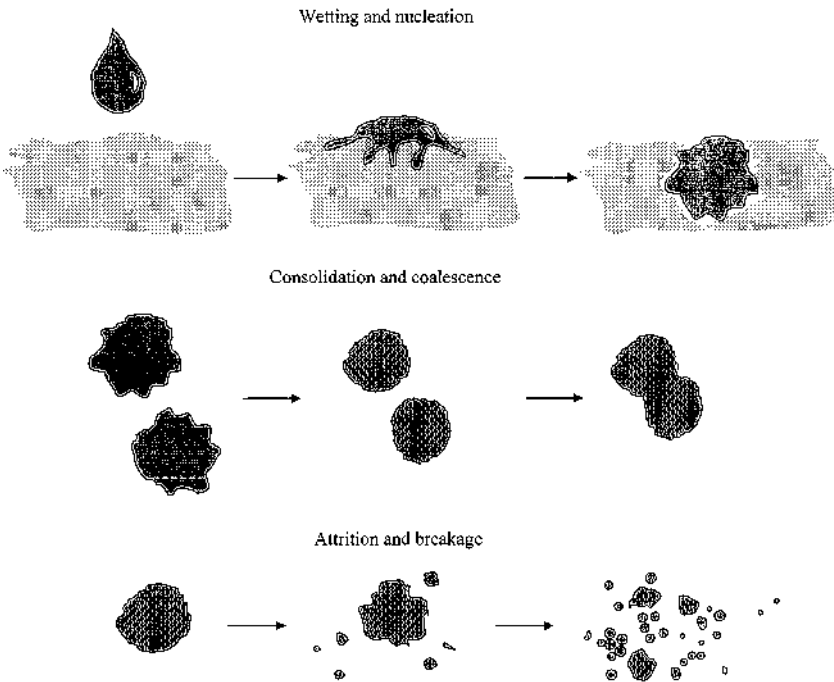 Wetting and nucleation
Consolidation and coalescence
Attrition and breakage